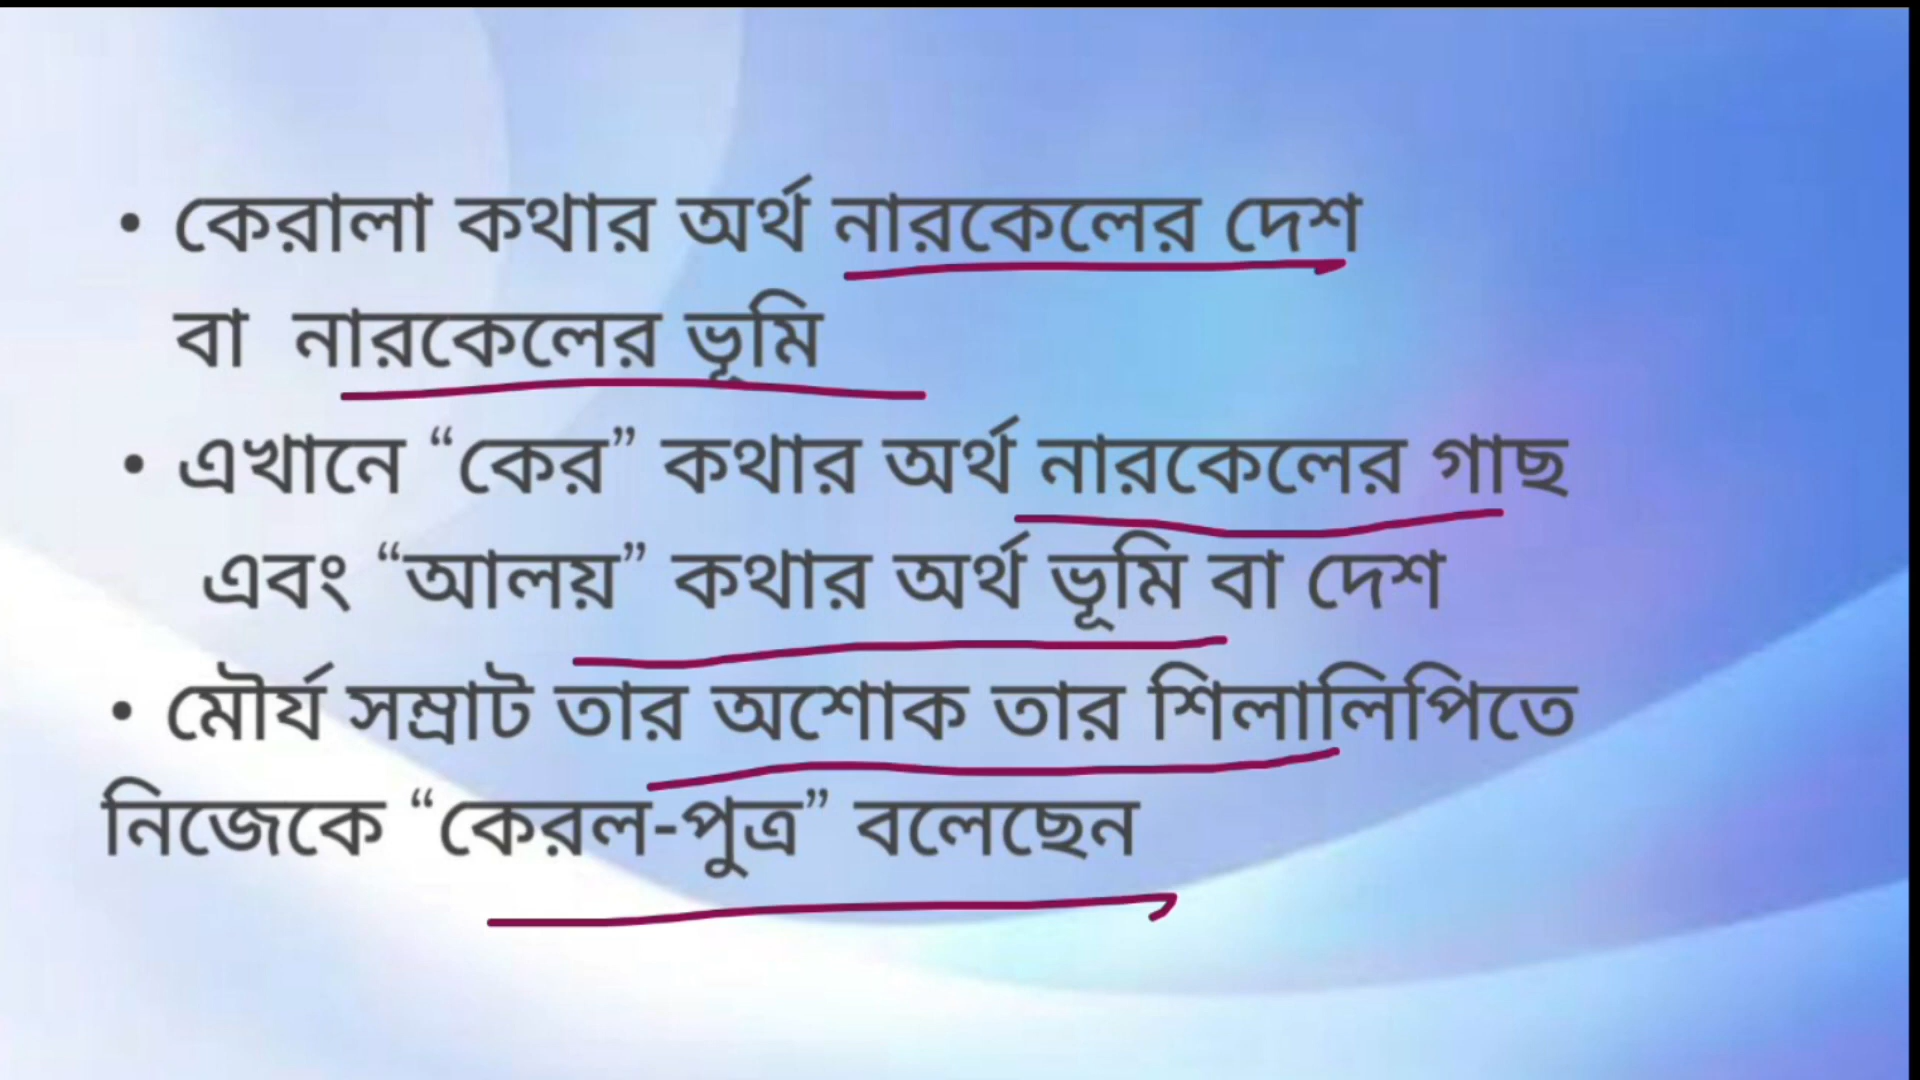 • কেরালা কথার অর্থ নারকেলের দেশ
বা নারকেলের ভূমি
• এখানে “কের” কথার অর্থ নারকেলের গাছ
এবং “আলয়” কথার অর্থ ভূমি বা দেশ
• মৌর্য সম্রাট তার অশোক তার শিলালিপিতে
নিজেকে “কেরল-পুত্র” বলেছেন